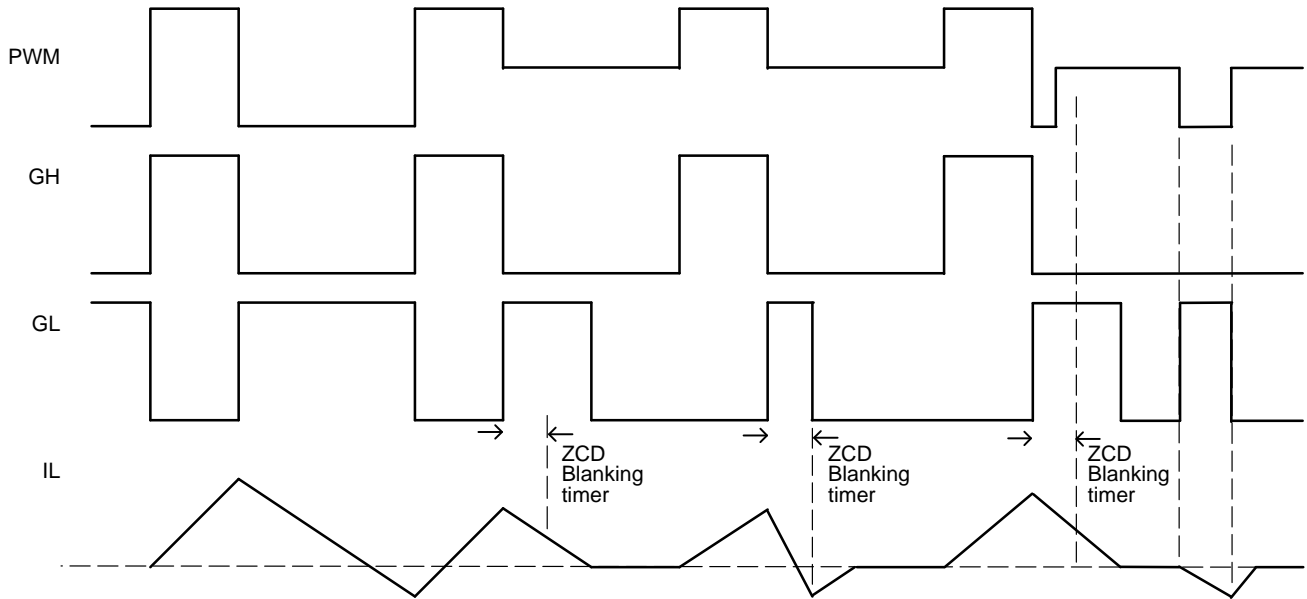 PWM
GH
GL
ZCD
Blanking
timer
ZCD
Blanking
timer
ZCD
Blanking
timer
IL